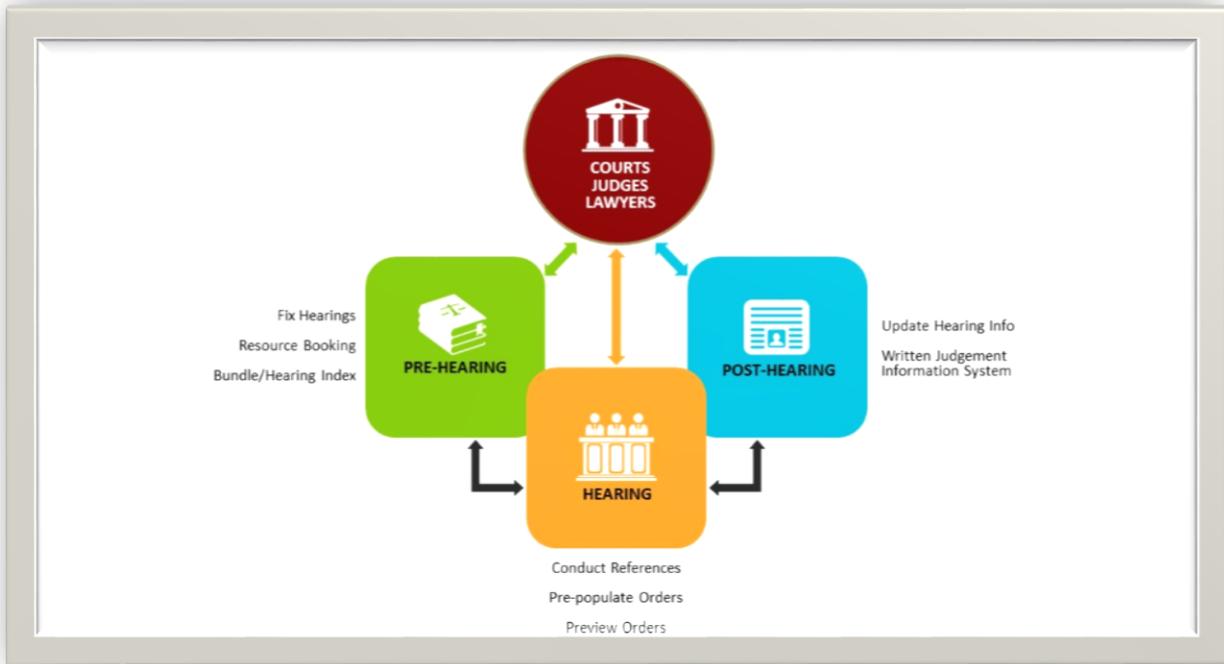 COURTS
JUDGES
LAWYERS
Fix Hearings
Resource Booking
Bundle/Hearing Index
PRE-HEARING
POST-HEARING
Update Hearing Info
Written Judgement
Information System
HEARING
Conduct References
Pre-populate Orders
Preview Orders